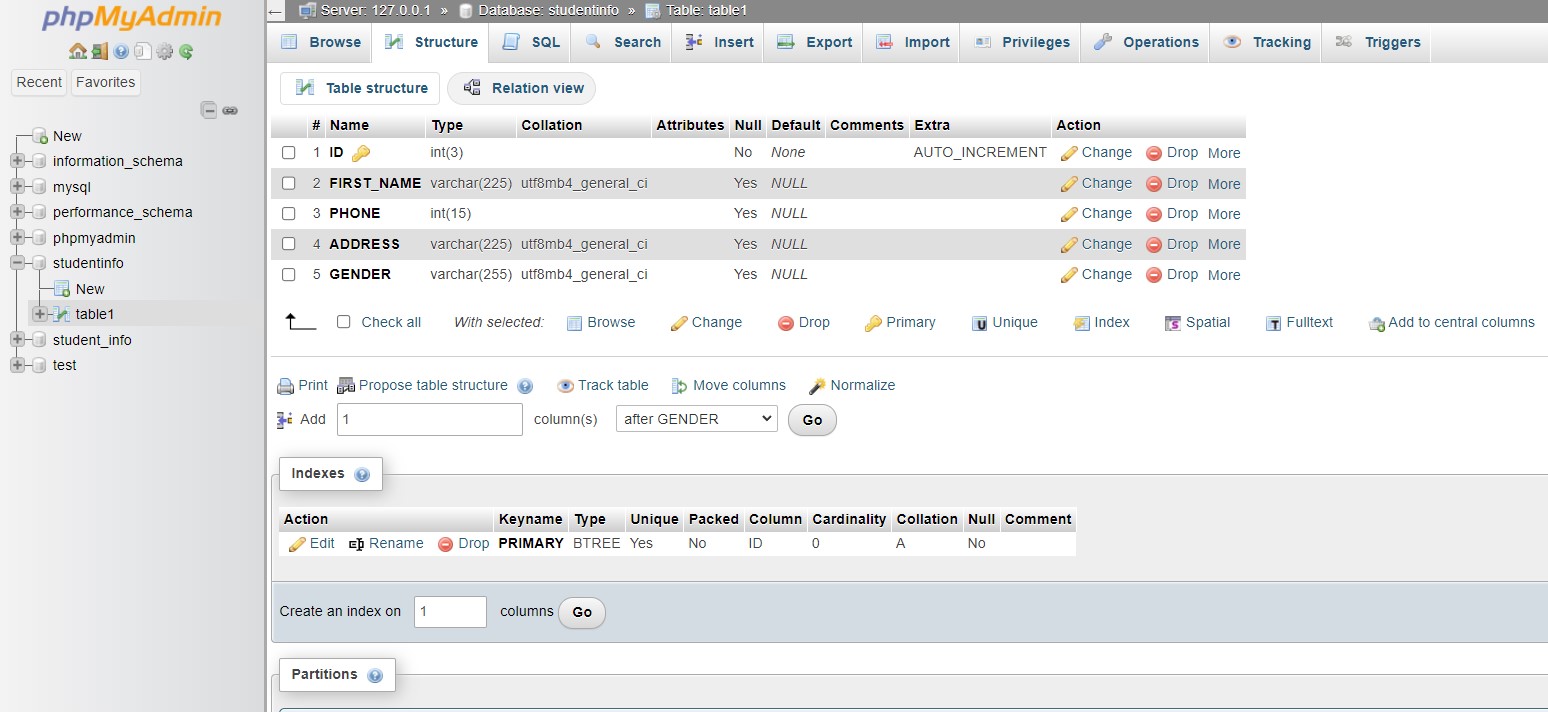 phpMyAdmin
Recent Favorites
New
information_schema
mysql
performance_schema
phpmyadmin
studentinfo
New
table1
student_info
test
Server: 127.0.0.1 » Database: studentinfo » Table: table1
Browse Structure SQL Search Insert Export Import Privileges Operations Tracking Triggers
Table structure Relation view
# Name Type Collation Attributes Null Default Comments Extra Action
1 ID int(3) No None AUTO_INCREMENT Change Drop More
2 FIRST_NAME varchar(225) utf8mb4_general_ci Yes NULL Change Drop More
3 PHONE int(15) Yes NULL Change Drop More
4 ADDRESS varchar(225) utf8mb4_general_ci Yes NULL Change Drop More
5 GENDER varchar(255) utf8mb4_general_ci Yes NULL Change Drop More
Check all With selected: Browse Change Drop Primary Unique Index Spatial Fulltext Add to central columns
Print Propose table structure Track table Move columns Normalize
Add 1 column(s) after GENDER Go
Indexes
Action Keyname Type Unique Packed Column Cardinality Collation Null Comment
Edit Rename Drop PRIMARY BTREE Yes No ID 0 A No
Create an index on 1 columns Go
Partitions